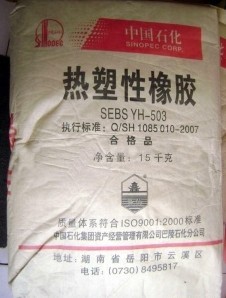 SINOPEC
中国石化
SINOPEC CORP.
热塑性橡胶
SEBS YH-503
执行标准：Q/SH 1085 010-2007
合格品
净含量：15千克
质量体系符合ISO9001:2000标准
中国石化集团资产经营管理有限公司巴陵石化分公司
地址：湖南省岳阳市云溪区
电话：(0730) 8495817